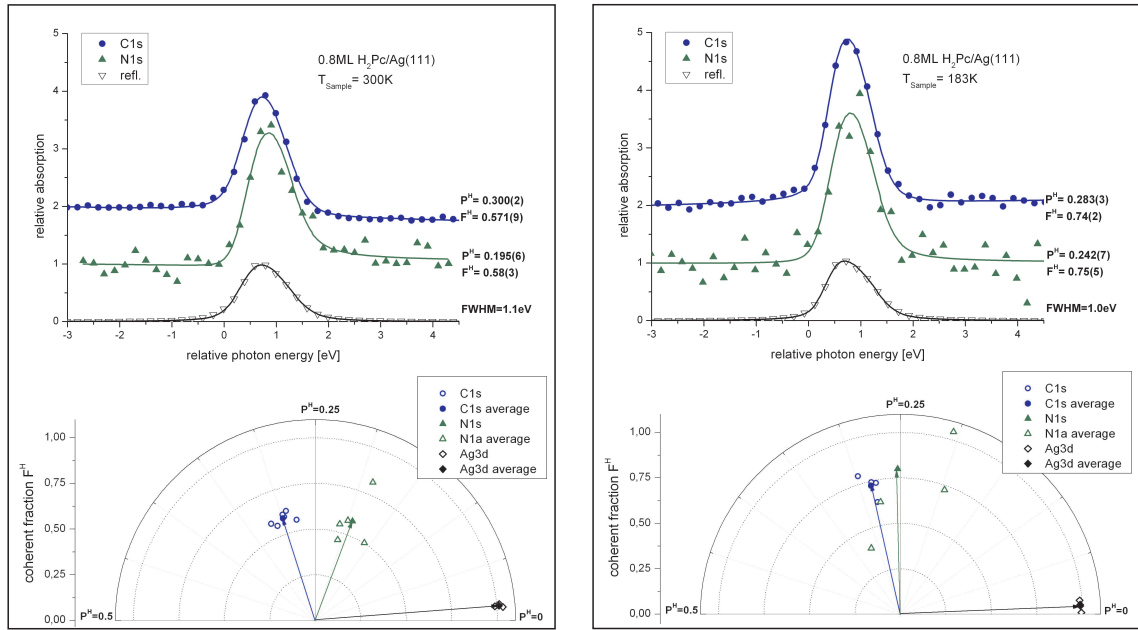 C1s
N1s
refl.
0.8ML H2Pc/Ag(111)
TSample= 300K
5
4
3
2
1
0
relative absorption
PH= 0.300(2)
FH= 0.571(9)
PH= 0.195(6)
FH= 0.58(3)
FWHM=1.1eV
-3 -2 -1 0 1 2 3 4
relative photon energy [eV]
C1s
C1s average
N1s
N1a average
Ag3d
Ag3d average
PH=0.25
1,00
0,75
0,50
0,25
0,00
coherent fraction FH
PH=0.5
PH=0
C1s
N1s
refl.
0.8ML H2Pc/Ag(111)
TSample= 183K
5
4
3
2
1
0
relative absorption
PH= 0.283(3)
FH= 0.74(2)
PH= 0.242(7)
FH= 0.75(5)
FWHM=1.0eV
-3 -2 -1 0 1 2 3 4
relative photon energy [eV]
C1s
C1s average
N1s
N1a average
Ag3d
Ag3d average
PH=0.25
1,00
0,75
0,50
0,25
0,00
coherent fraction FH
PH=0.5
PH=0